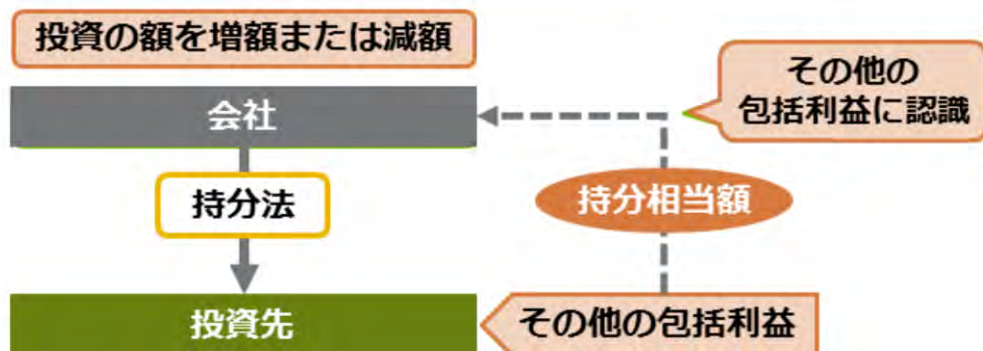 投資の額を増額または減額
その他の
包括利益に認識
会社
持分法
持分相当額
投資先
その他の包括利益